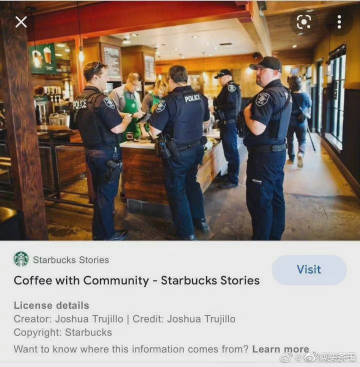 POLICE
POLICE
Starbucks Stories
Coffee with Community - Starbucks Stories
Visit
License details
Creator: Joshua Trujillo | Credit: Joshua Trujillo
Copyright: Starbucks
Want to know where this information comes from? Learn more